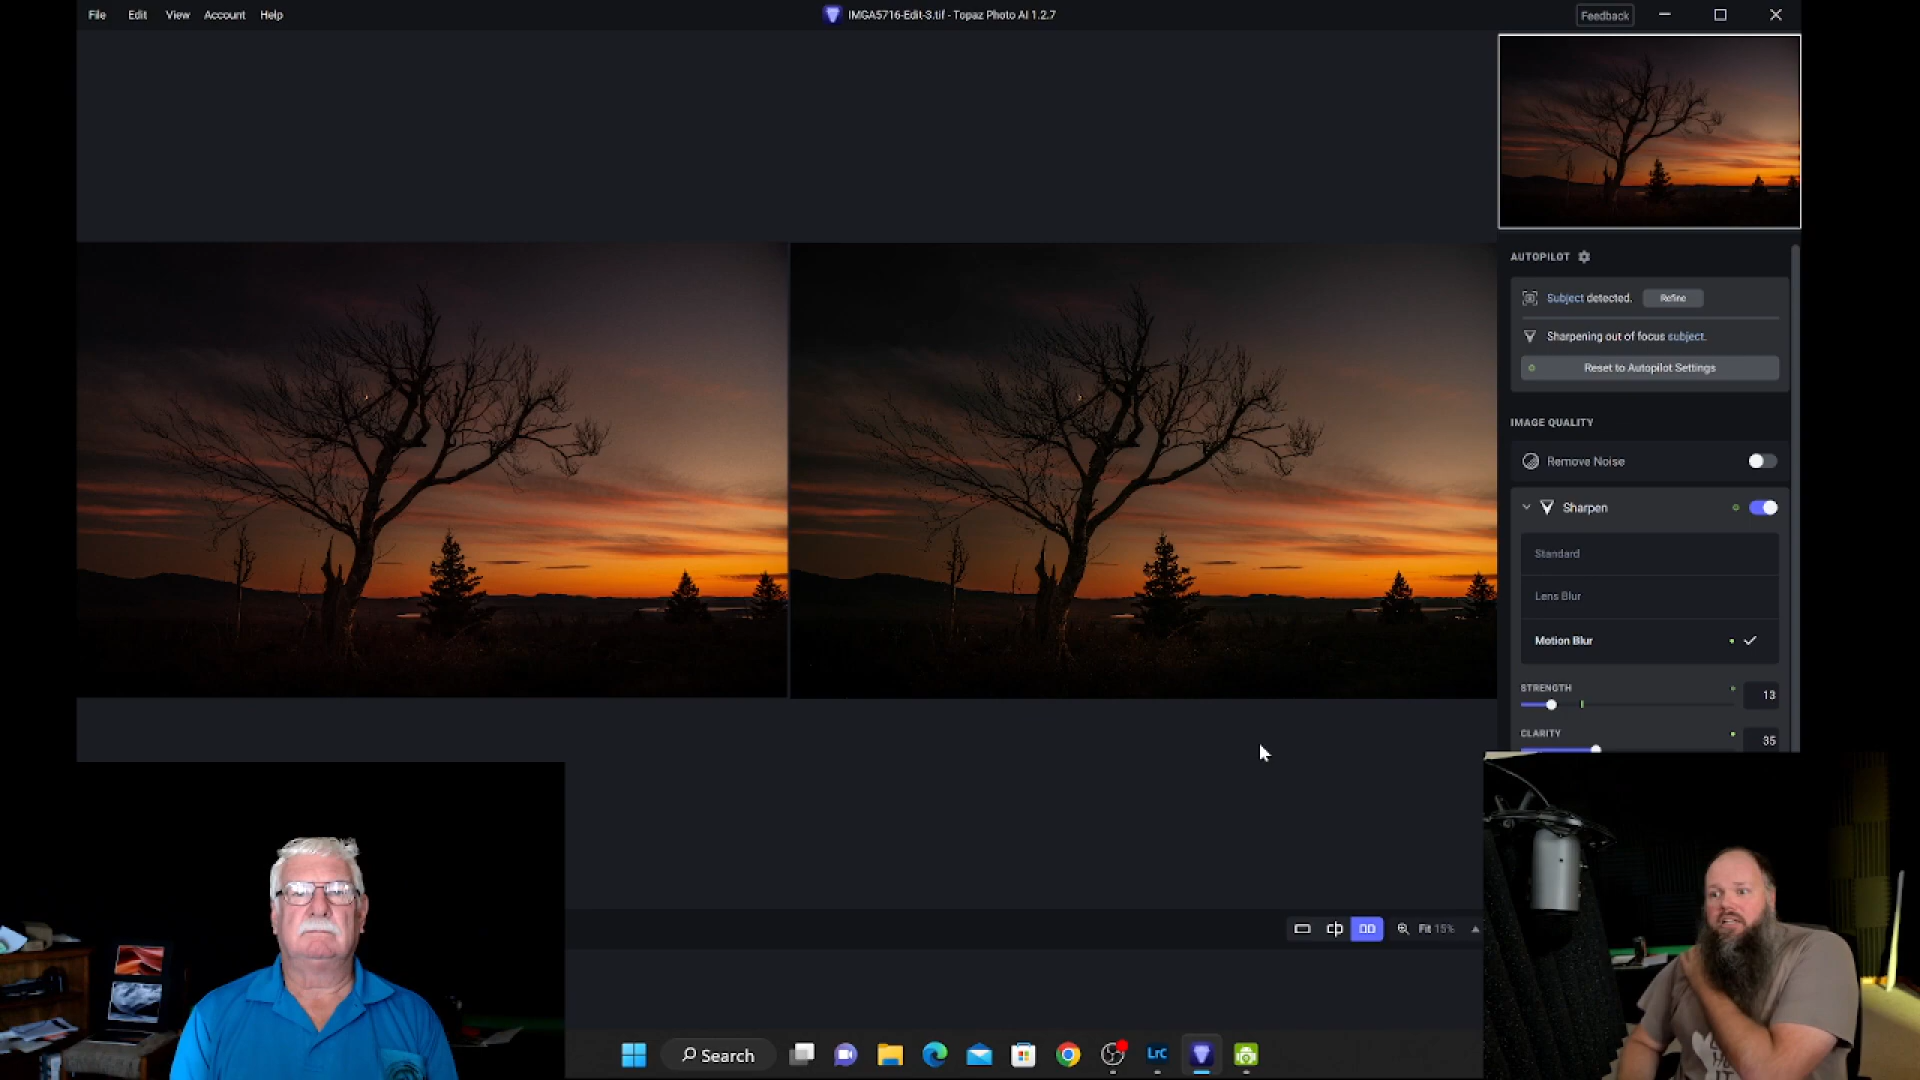 File Edit View Account Help
IMGA5716-Edit-3.tif - Topaz Photo AI 1.2.7
Feedback
AUTOPILOT
Subject detected. Refine
Sharpening out of focus subject.
Reset to Autopilot Settings
IMAGE QUALITY
Remove Noise
Sharpen
Standard
Lens Blur
Motion Blur
STRENGTH 13
CLARITY 35
Fit 15%
Search
LrC